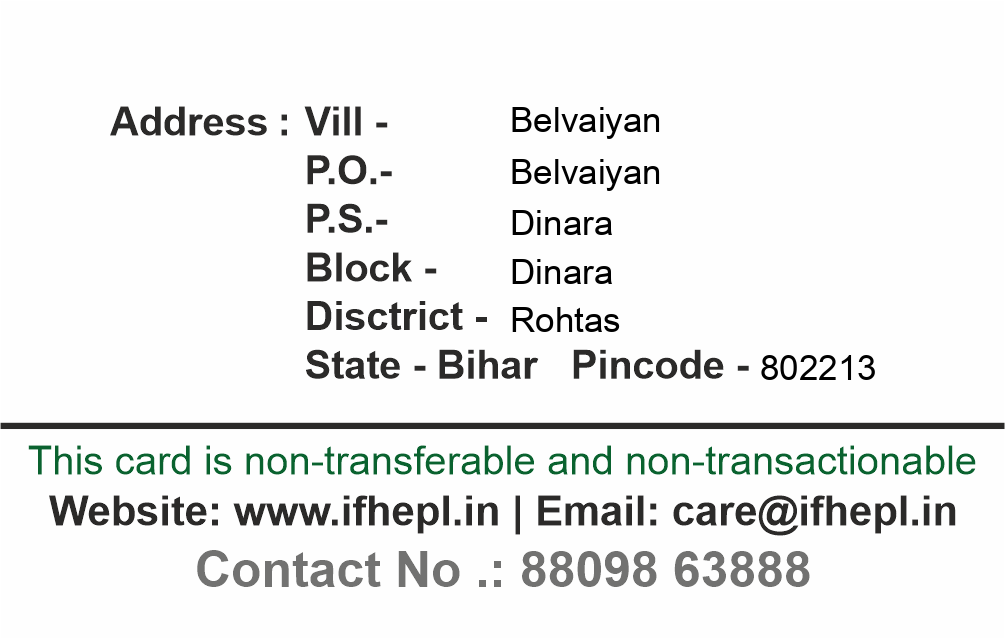 Address : Vill - Belvaiyan
P.O.- Belvaiyan
P.S.- Dinara
Block - Dinara
Disctrict - Rohtas
State - Bihar Pincode - 802213
This card is non-transferable and non-transactionable
Website: www.ifhepl.in | Email: care@ifhepl.in
Contact No .: 88098 63888